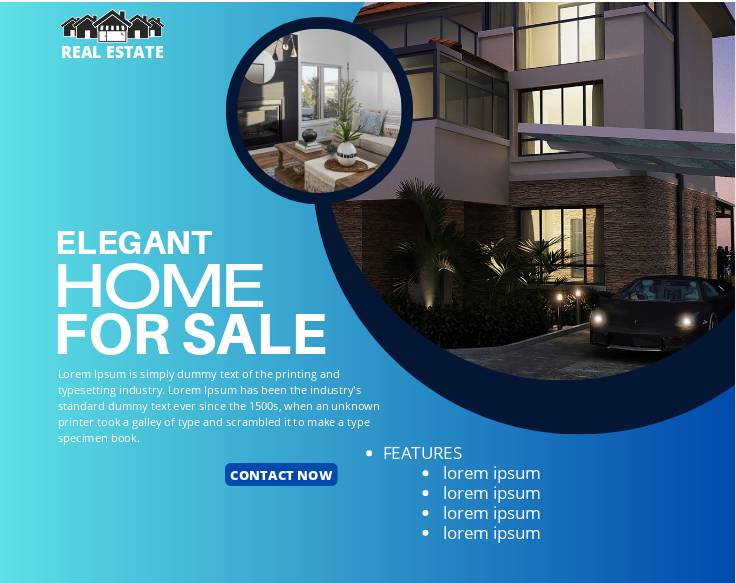 REAL ESTATE
ELEGANT
HOME
FOR SALE
Lorem Ipsum is simply dummy text of the printing and
typesetting industry. Lorem Ipsum has been the industry's
standard dummy text ever since the 1500s, when an unknown
printer took a galley of type and scrambled it to make a type
specimen book.
CONTACT NOW
• FEATURES
• lorem ipsum
• lorem ipsum
• lorem ipsum
• lorem ipsum